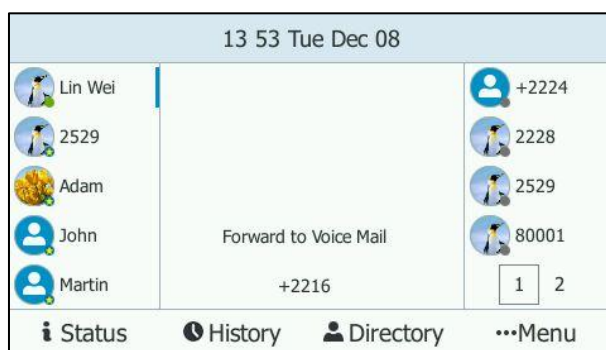 13 53 Tue Dec 08
Lin Wei
2529
Adam
John
Martin
Forward to Voice Mail
+2216
+2224
2228
2529
80001
1 2
Status History Directory Menu